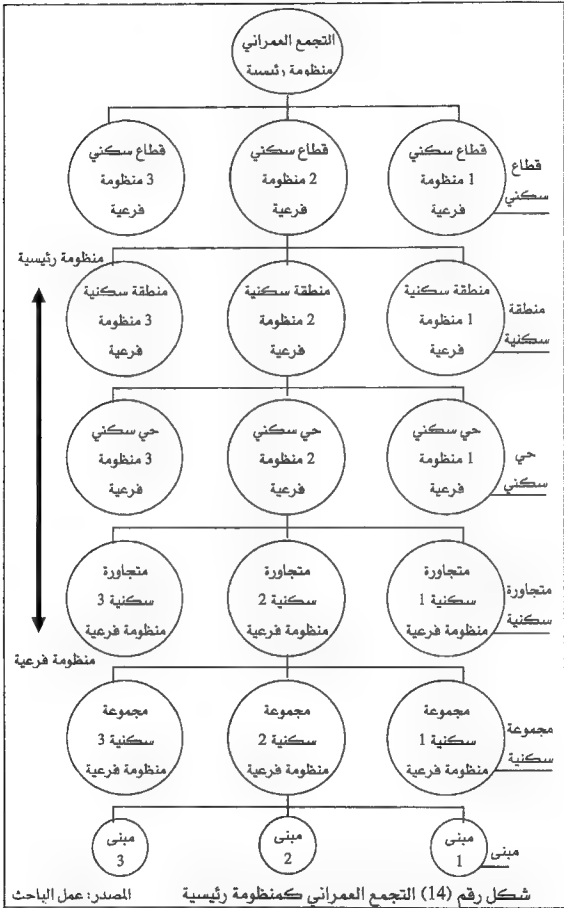 التجمع العمراني
منظومة رئيسية
قطاع
سكني
قطاع سكني
1 منظومة
فرعية
قطاع سكني
2 منظومة
فرعية
قطاع سكني
3 منظومة
فرعية
منظومة رئيسية
منطقة
سكنية
منطقة سكنية
1 منظومة
فرعية
منطقة سكنية
2 منظومة
فرعية
منطقة سكنية
3 منظومة
فرعية
حي
سكني
حي سكني
1 منظومة
فرعية
حي سكني
2 منظومة
فرعية
حي سكني
3 منظومة
فرعية
متجاورة
سكنية
متجاورة
سكنية 1
منظومة فرعية
متجاورة
سكنية 2
منظومة فرعية
متجاورة
سكنية 3
منظومة فرعية
منظومة فرعية
مجموعة
سكنية
مجموعة
سكنية 1
منظومة فرعية
مجموعة
سكنية 2
منظومة فرعية
مجموعة
سكنية 3
منظومة فرعية
مبنى
مبنى
1
مبنى
2
مبنى
3
شكل رقم (14) التجمع العمراني كمنظومة رئيسية المصدر: عمل الباحث